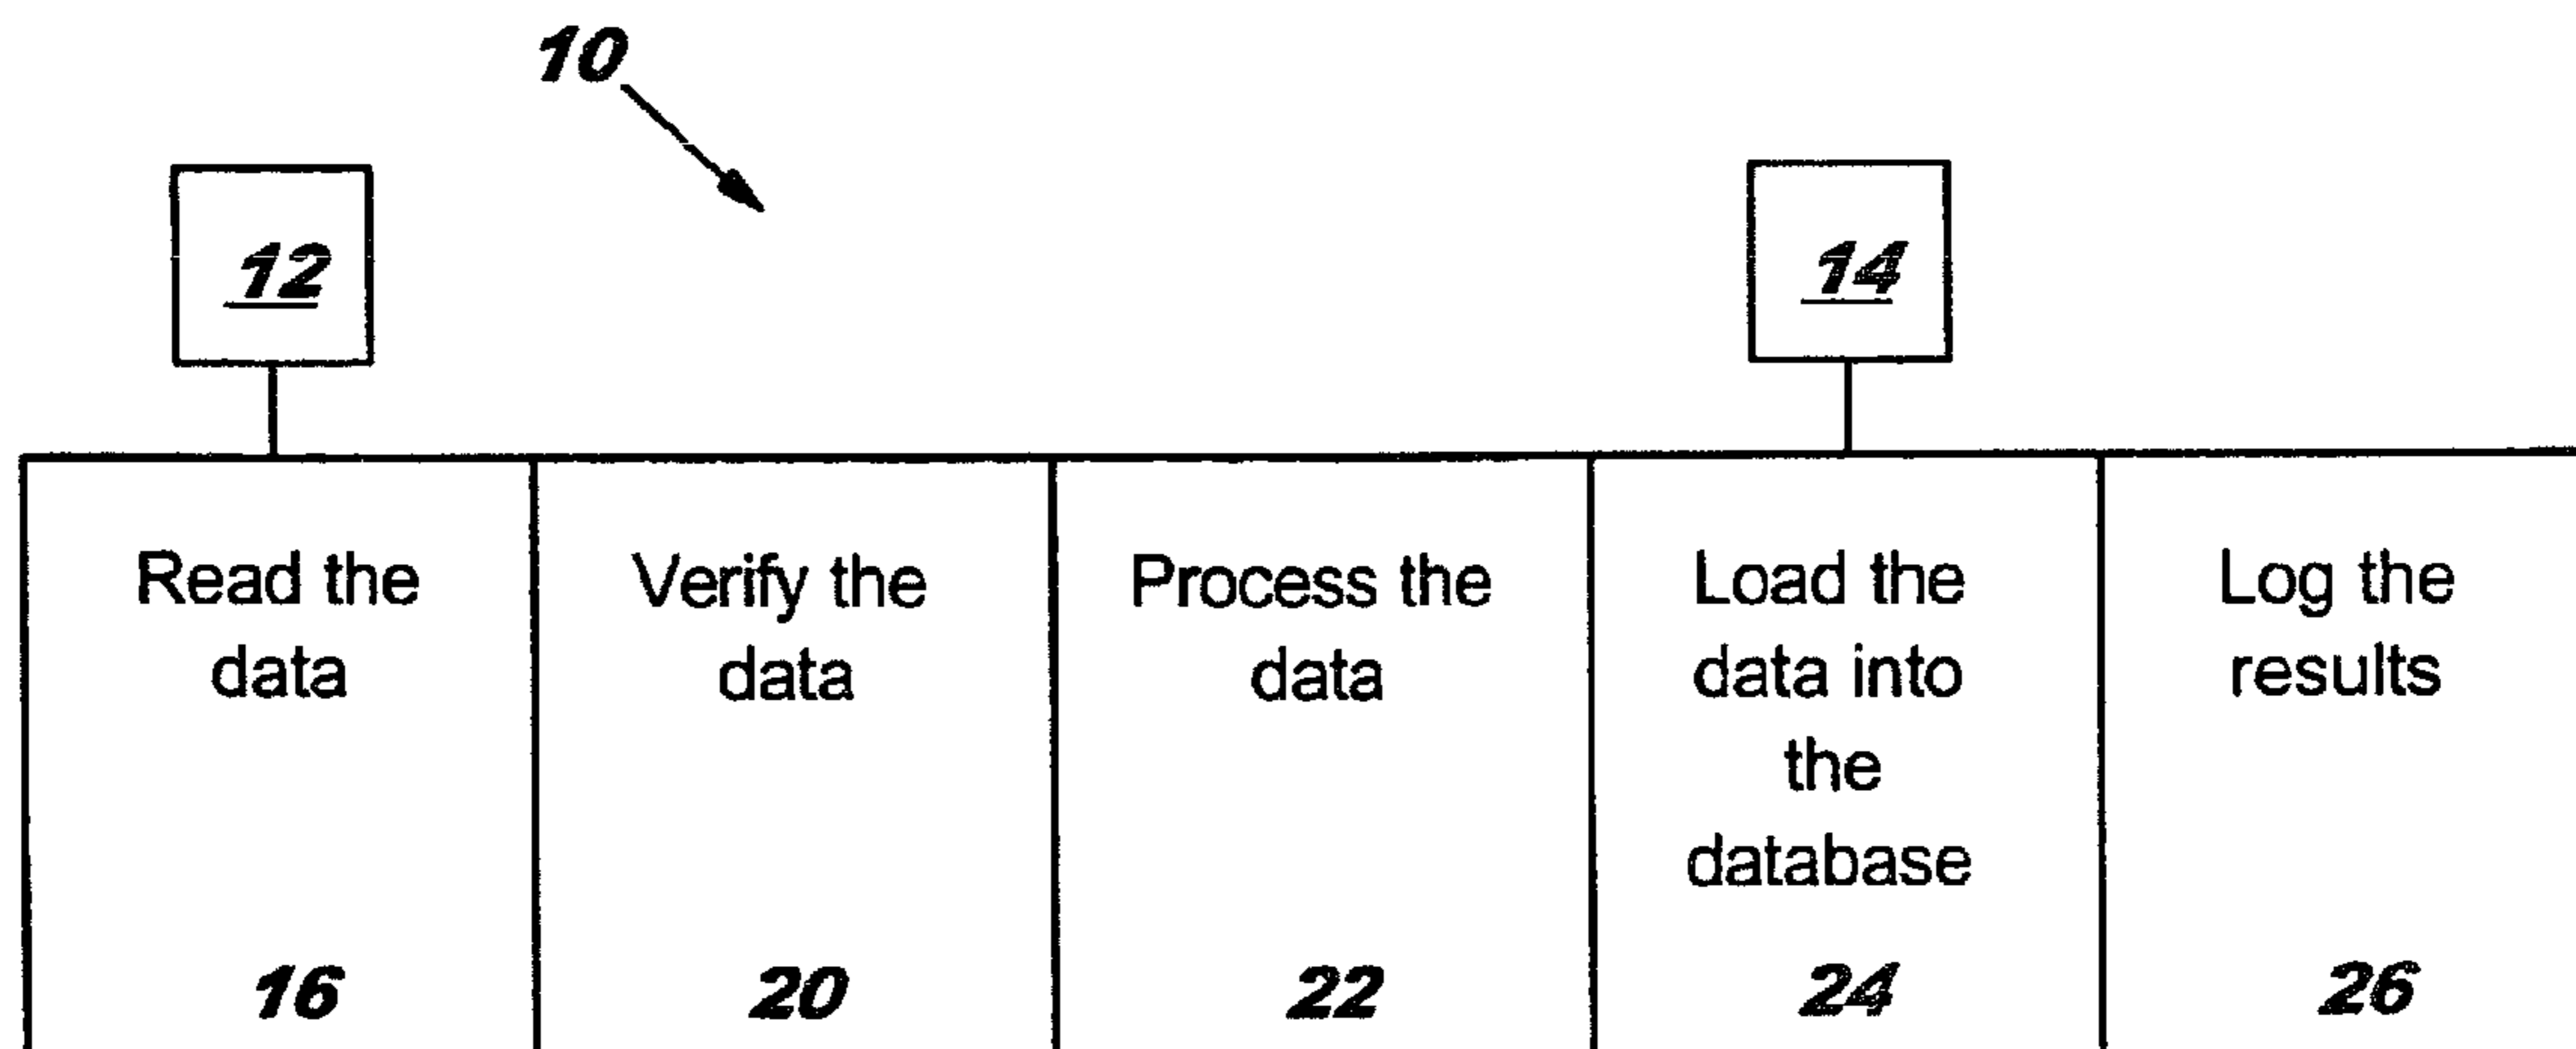 10
12
14
Read the
data
16
Verify the
data
20
Process the
data
22
Load the
data into
the
database
24
Log the
results
26